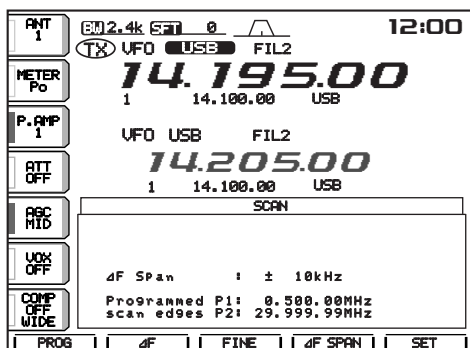 ANT
1
BW 2.4k SFT 0
12:00
TX VFO USB FIL2
METER
Po
14.195.00
1 14.100.00 USB
P.AMP
1
VFO USB FIL2
ATT
OFF
14.205.00
1 14.100.00 USB
AGC
MID
SCAN
VOX
OFF
⊿F Span : ± 10kHz
COMP
OFF
WIDE
Programmed P1: 0.500.00MHz
scan edges P2: 29.999.99MHz
PROG ⊿F FINE ⊿F SPAN SET